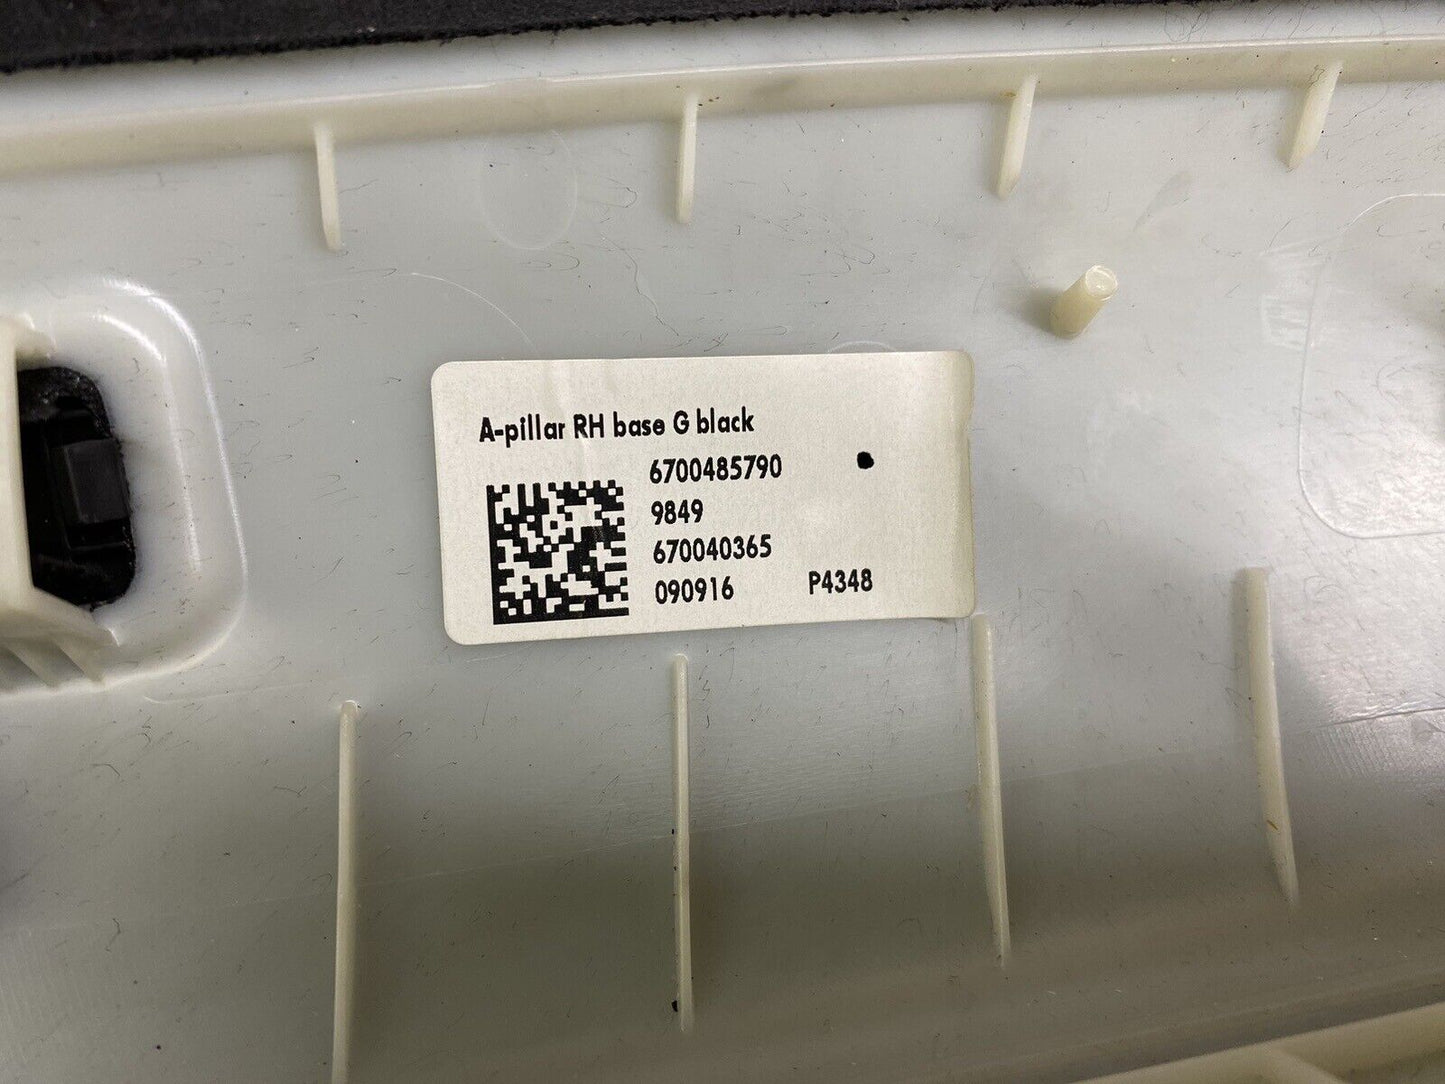 A-pillar RH base G black
6700485790
9849
670040365
090916 P4348